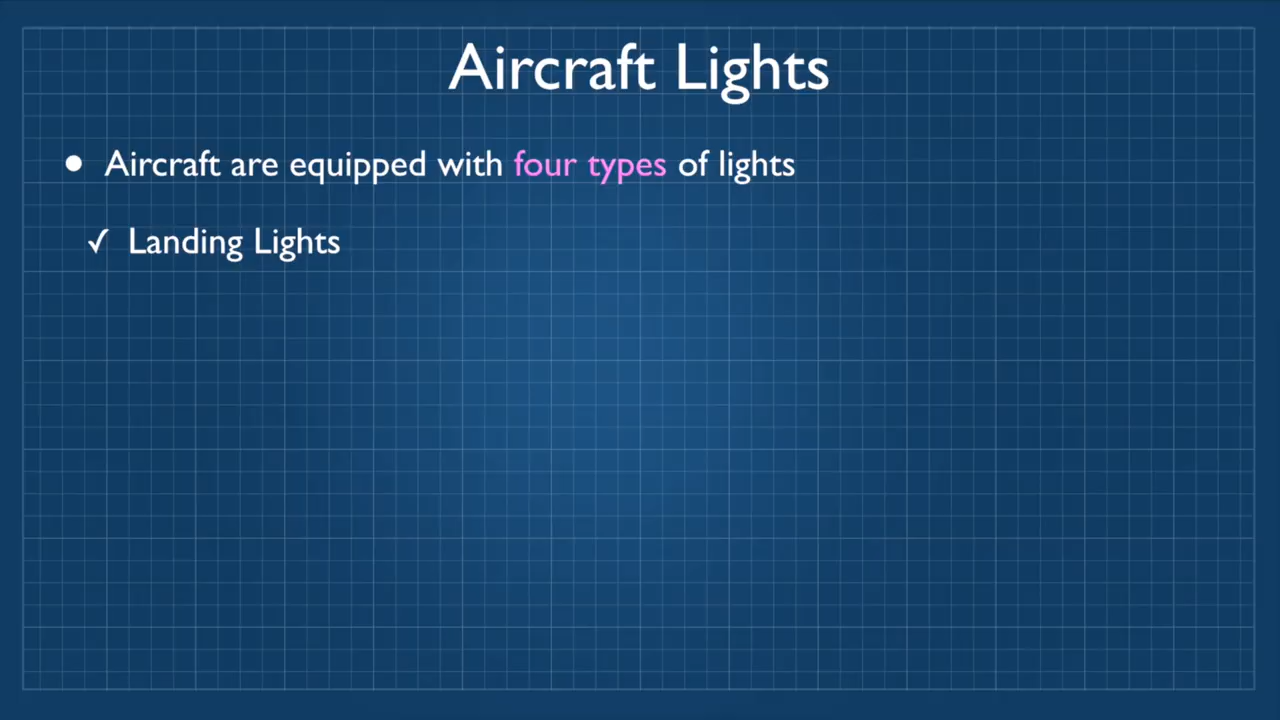 Aircraft Lights
● Aircraft are equipped with four types of lights
✓ Landing Lights